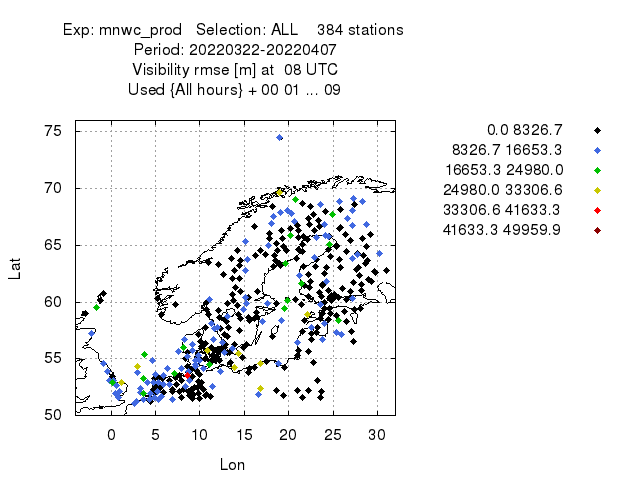 Exp: mnwc_prod   Selection: ALL    384 stations
Period: 20220322-20220407
Visibility rmse [m] at  08 UTC
Used {All hours} + 00 01 ... 09
0.0 8326.7
8326.7 16653.3
16653.3 24980.0
24980.0 33306.6
33306.6 41633.3
41633.3 49959.9
75
70
65
60
55
50
Lat
0 5 10 15 20 25 30
Lon